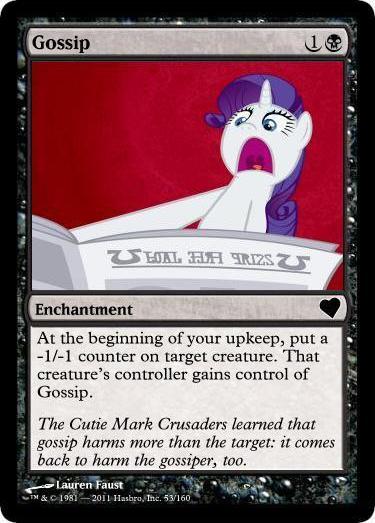 Gossip 1
Enchantment
At the beginning of your upkeep, put a
-1/-1 counter on target creature. That
creature's controller gains control of
Gossip.
The Cutie Mark Crusaders learned that
gossip harms more than the target: it comes
back to harm the gossiper, too.
Lauren Faust
™ & © 1981 — 2011 Hasbro, Inc. 53/160